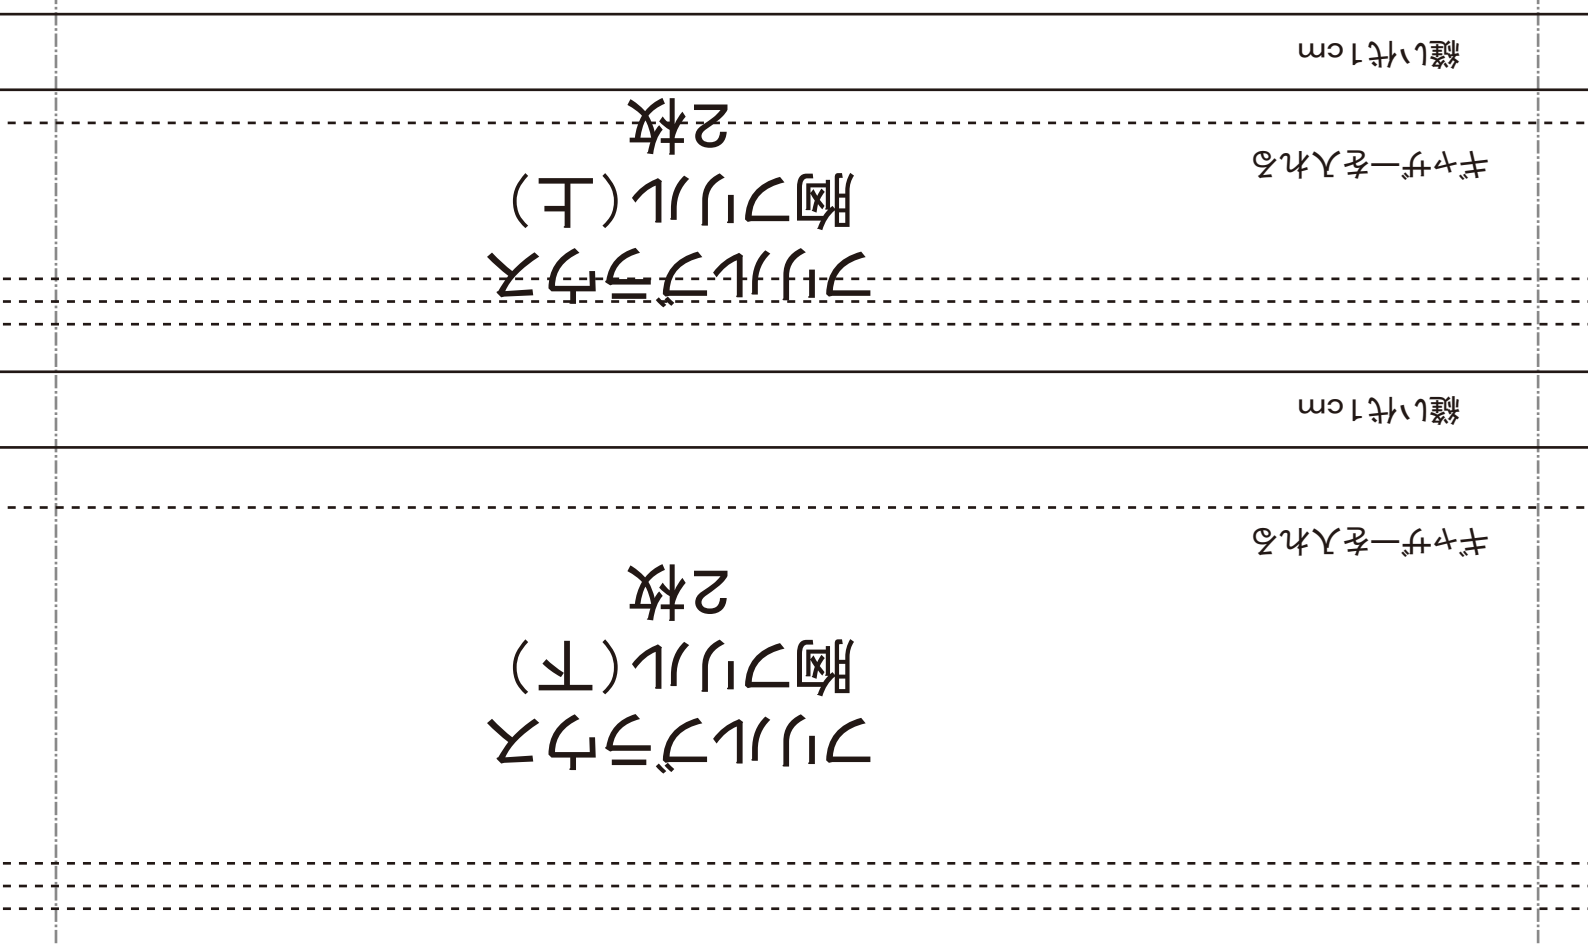 フリルブラウス
胸フリル（下）
2枚
ギャザーを入れる
縫い代1cm
フリルブラウス
胸フリル（上）
2枚
ギャザーを入れる
縫い代1cm